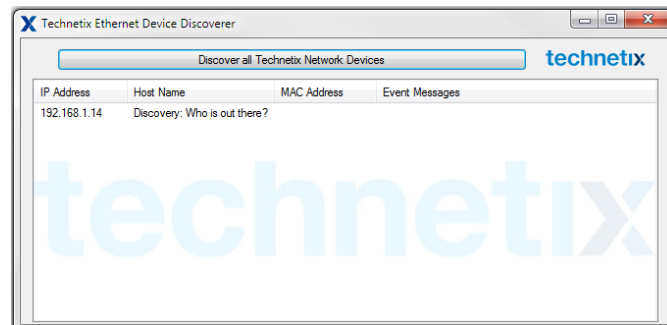 Technetix Ethernet Device Discoverer
Discover all Technetix Network Devices
technetix
IP Address Host Name MAC Address Event Messages
192.168.1.14 Discovery: Who is out there?
technetix